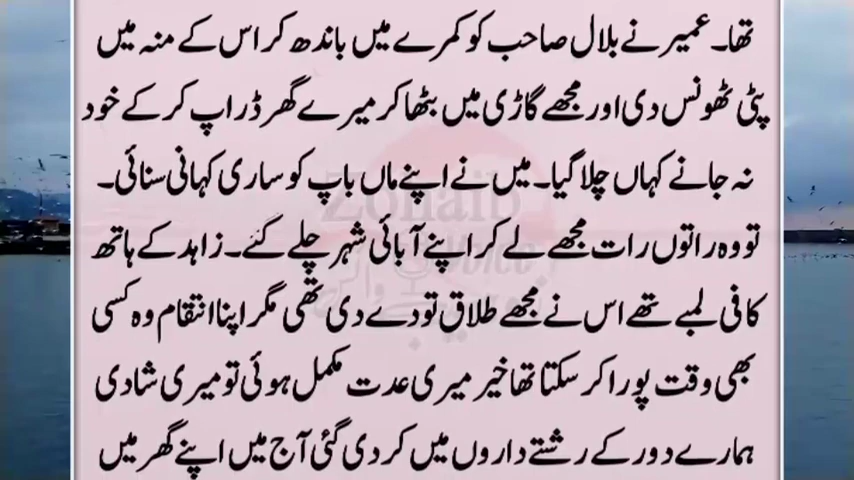 تھا۔ عمیر نے بلال صاحب کو کمرے میں باندھ کر اس کے منہ میں
پٹی ٹھونس دی اور مجھے گاڑی میں بٹھا کر میرے گھر ڈراپ کر کے خود
نہ جانے کہاں چلا گیا۔ میں نے اپنے ماں باپ کو ساری کہانی سنائی۔
تو وہ راتوں رات مجھے لے کر اپنے آبائی شہر چلے گئے۔ زاہد کے ہاتھ
کافی لمبے تھے اس نے مجھے طلاق تو دے دی تھی مگر اپنا انتقام وہ کسی
بھی وقت پورا کر سکتا تھا خیر میری عدت مکمل ہوئی تو میری شادی
ہمارے دور کے رشتے داروں میں کر دی گئی آج میں اپنے گھر میں
Zohaib
Voice